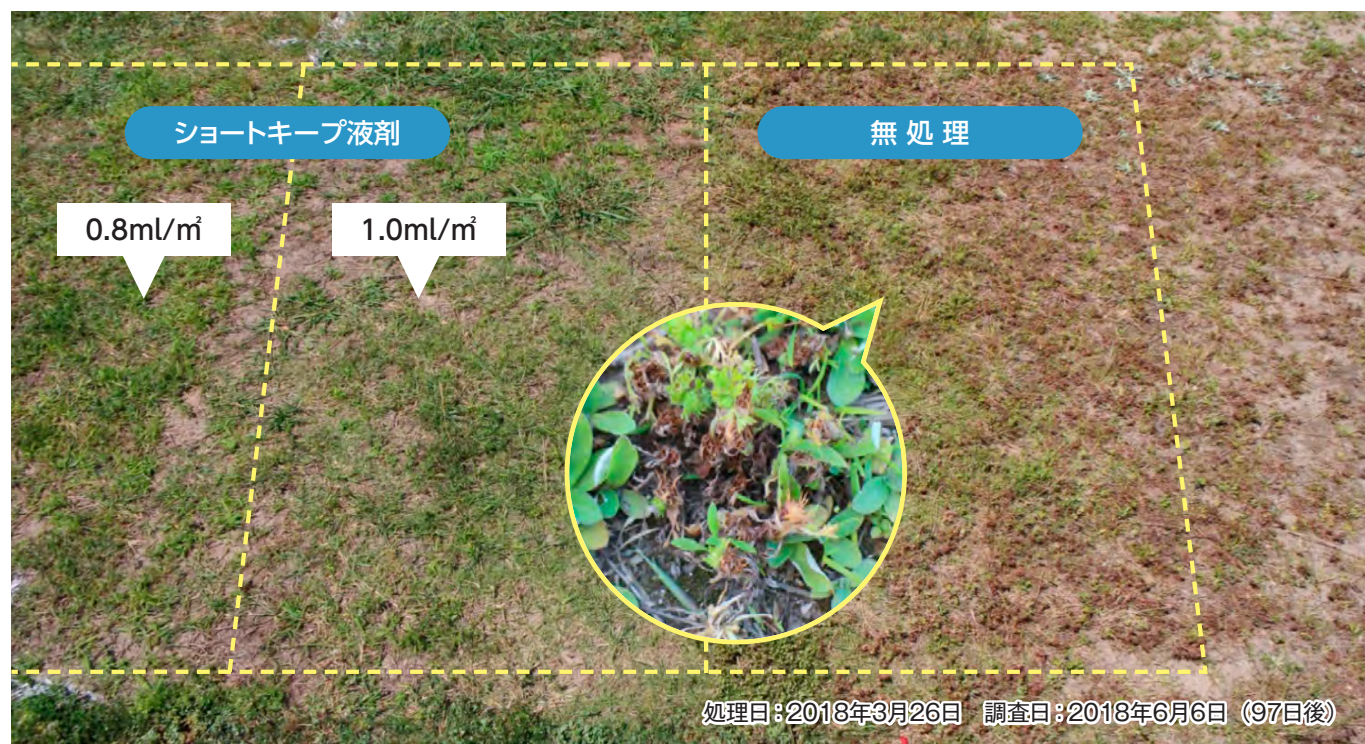 ショートキープ液剤
無処理
0.8ml/㎡
1.0ml/㎡
処理日：2018年3月26日　調査日：2018年6月6日（97日後）